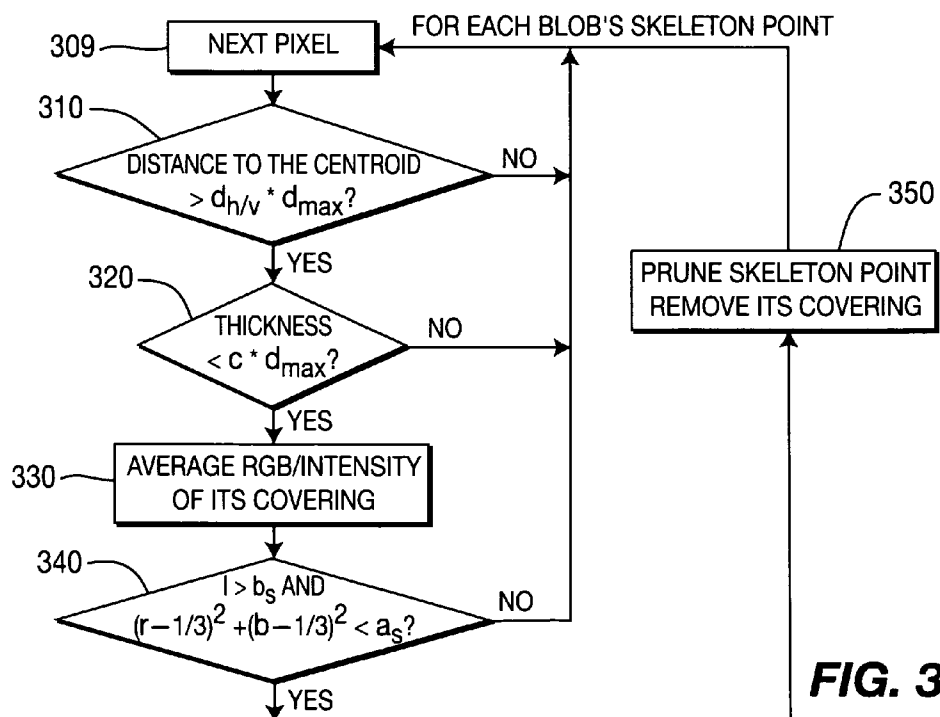 FOR EACH BLOB'S SKELETON POINT
309
NEXT PIXEL
310
DISTANCE TO THE CENTROID
> d_h/v * d_max?
NO
YES
320
THICKNESS
< c * d_max?
NO
YES
330
AVERAGE RGB/INTENSITY
OF ITS COVERING
340
I > b_s AND
(r–1/3)² +(b–1/3)² < a_s?
NO
YES
350
PRUNE SKELETON POINT
REMOVE ITS COVERING
FIG. 3